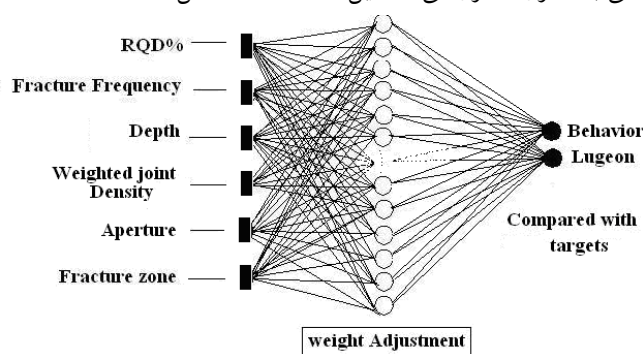 RQD%
Fracture Frequency
Depth
Weighted joint
Density
Aperture
Fracture zone
Behavior
Lugeon
Compared with
targets
weight Adjustment